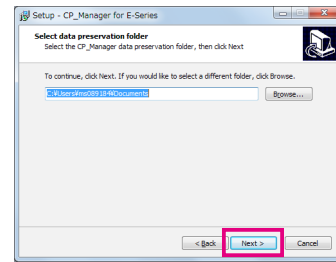 Setup - CP_Manager for E-Series
Select data preservation folder
Select the CP_Manager data preservation folder, then click Next
To continue, click Next. If you would like to select a different folder, click Browse.
C:¥Users¥ms089184¥Documents
Browse...
< Back
Next >
Cancel